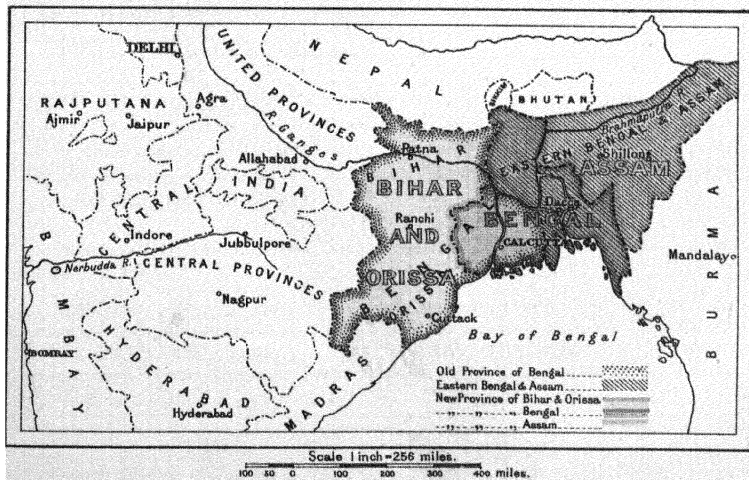 DELHI
NEPAL
UNITED PROVINCES
RAJPUTANA
Ajmir
Jaipur
Agra
R. Ganges
BHUTAN
Brahmaputra R.
EASTERN BENGAL & ASSAM
Shillong
ASSAM
Allahabad
Patna
BIHAR
BIHAR
CENTRAL INDIA
Dacca
BENGAL
Ranchi
AND
BENGAL
CALCUTTA
Indore
Jubbulpore
Mandalay
BURMA
Narbudda R.
CENTRAL PROVINCES
ORISSA
ORISSA
Nagpur
Cuttack
Bay of Bengal
BOMBAY
BOMBAY
HYDERABAD
Hyderabad
MADRAS
Old Province of Bengal
Eastern Bengal & Assam
New Province of Bihar & Orissa
„ „ „ Bengal
„ „ „ Assam
Scale 1 inch = 256 miles.
100 50 0 100 200 300 400 miles.